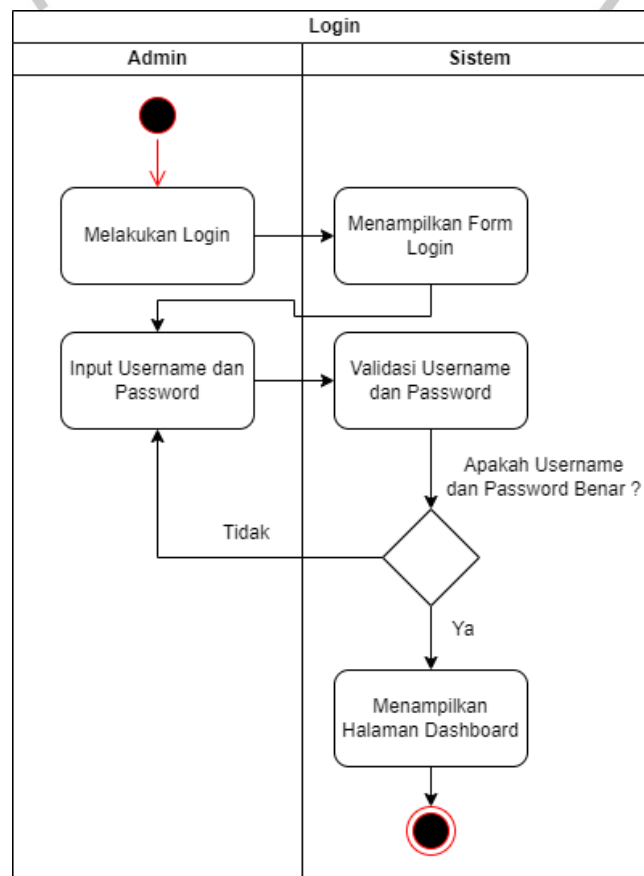 Login
Admin
Sistem
Melakukan Login
Menampilkan Form
Login
Input Username dan
Password
Validasi Username
dan Password
Apakah Username
dan Password Benar ?
Tidak
Ya
Menampilkan
Halaman Dashboard